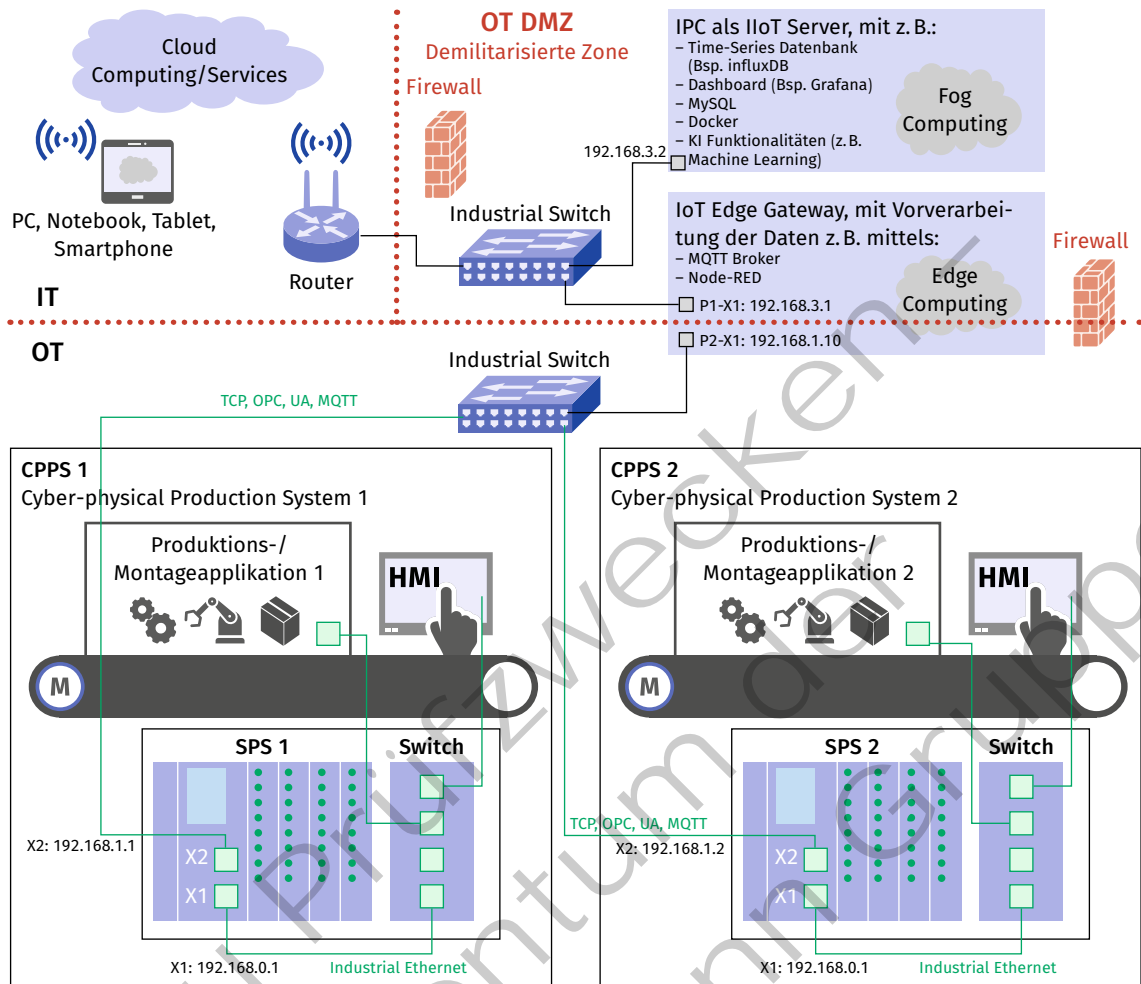 Cloud
Computing/Services
PC, Notebook, Tablet,
Smartphone
Router
IT
OT DMZ
Demilitarisierte Zone
Firewall
Industrial Switch
192.168.3.2
IPC als IIoT Server, mit z. B.:
– Time-Series Datenbank
(Bsp. influxDB
– Dashboard (Bsp. Grafana)
– MySQL
– Docker
– KI Funktionalitäten (z. B.
Machine Learning)
Fog
Computing
IoT Edge Gateway, mit Vorverarbei-
tung der Daten z. B. mittels:
– MQTT Broker
– Node-RED
Edge
Computing
P1-X1: 192.168.3.1
P2-X1: 192.168.1.10
Firewall
OT
Industrial Switch
TCP, OPC, UA, MQTT
CPPS 1
Cyber-physical Production System 1
Produktions-/
Montageapplikation 1
HMI
M
SPS 1
Switch
X2: 192.168.1.1
X2
X1
X1: 192.168.0.1
Industrial Ethernet
CPPS 2
Cyber-physical Production System 2
Produktions-/
Montageapplikation 2
HMI
M
SPS 2
Switch
TCP, OPC, UA, MQTT
X2: 192.168.1.2
X2
X1
X1: 192.168.0.1
Industrial Ethernet
Prüfzwecken
der